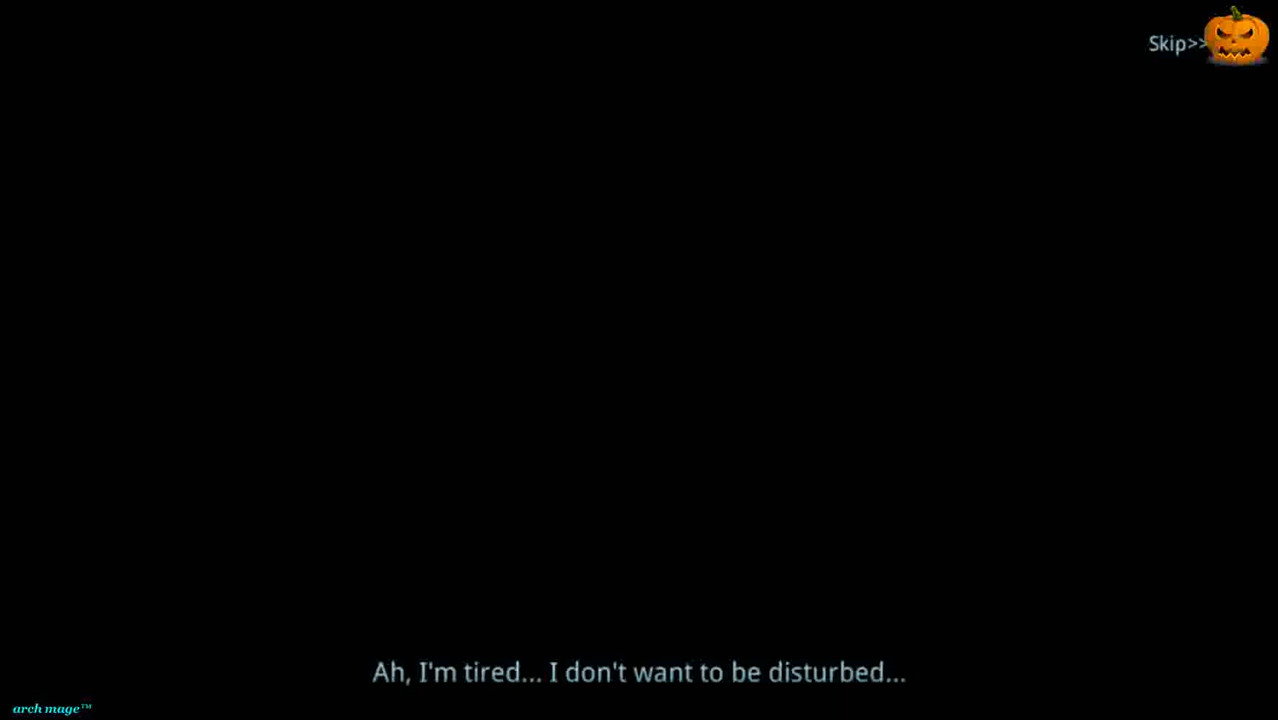 Skip>>
Ah, I'm tired... I don't want to be disturbed...
arch mage™